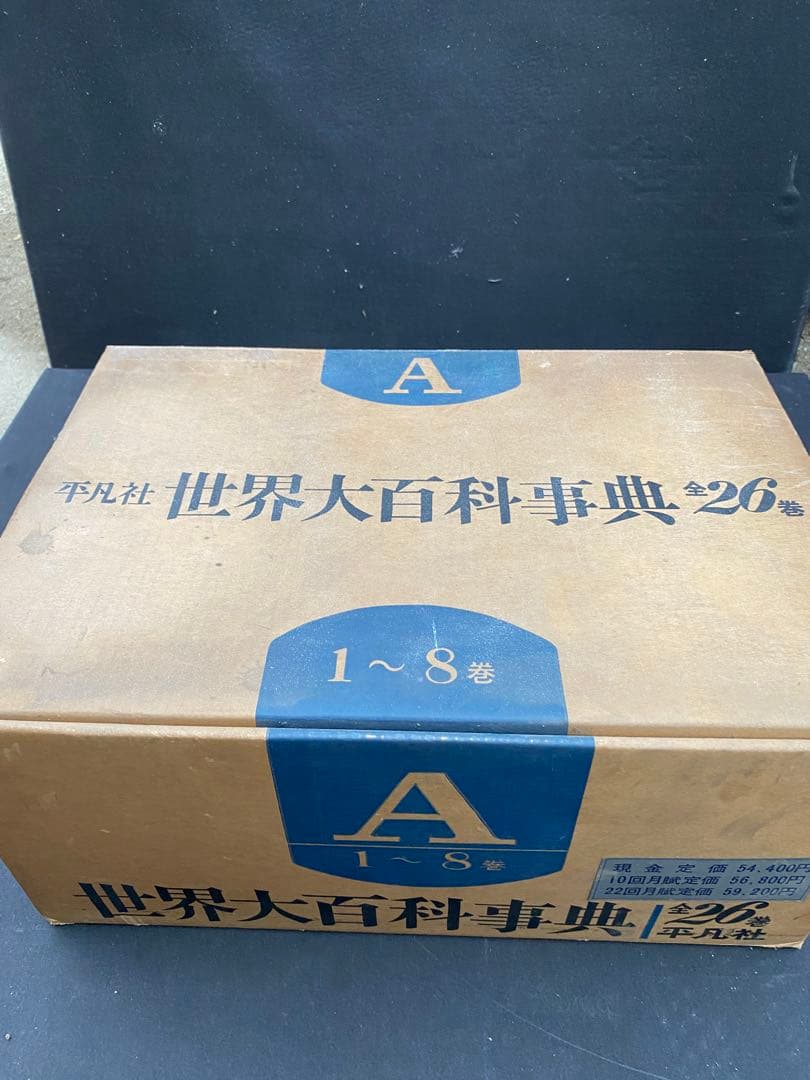 A
平凡社 世界大百科事典 全26巻
1～8巻
A
1～8巻
現金定価 54,400円
10回月賦定価 56,800円
22回月賦定価 59,200円
世界大百科事典 全26巻
平凡社